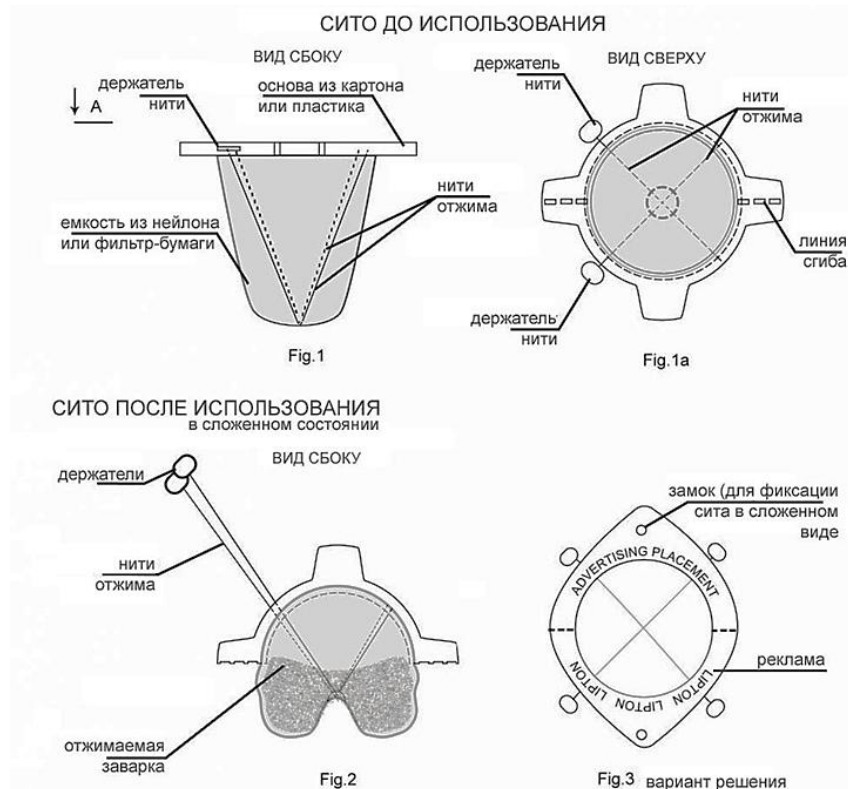 СИТО ДО ИСПОЛЬЗОВАНИЯ
ВИД СБОКУ
держатель
нити
основа из картона
или пластика
А
нити
отжима
емкость из нейлона
или фильтр-бумаги
Fig.1
ВИД СВЕРХУ
держатель
нити
нити
отжима
линия
сгиба
держатель
нити
Fig.1a
СИТО ПОСЛЕ ИСПОЛЬЗОВАНИЯ
в сложенном состоянии
ВИД СБОКУ
держатели
нити
отжима
отжимаемая
заварка
Fig.2
замок (для фиксации
сита в сложенном
виде
ADVERTISING PLACEMENT
реклама
LIPTON LIPTON LIPTON
Fig.3 вариант решения